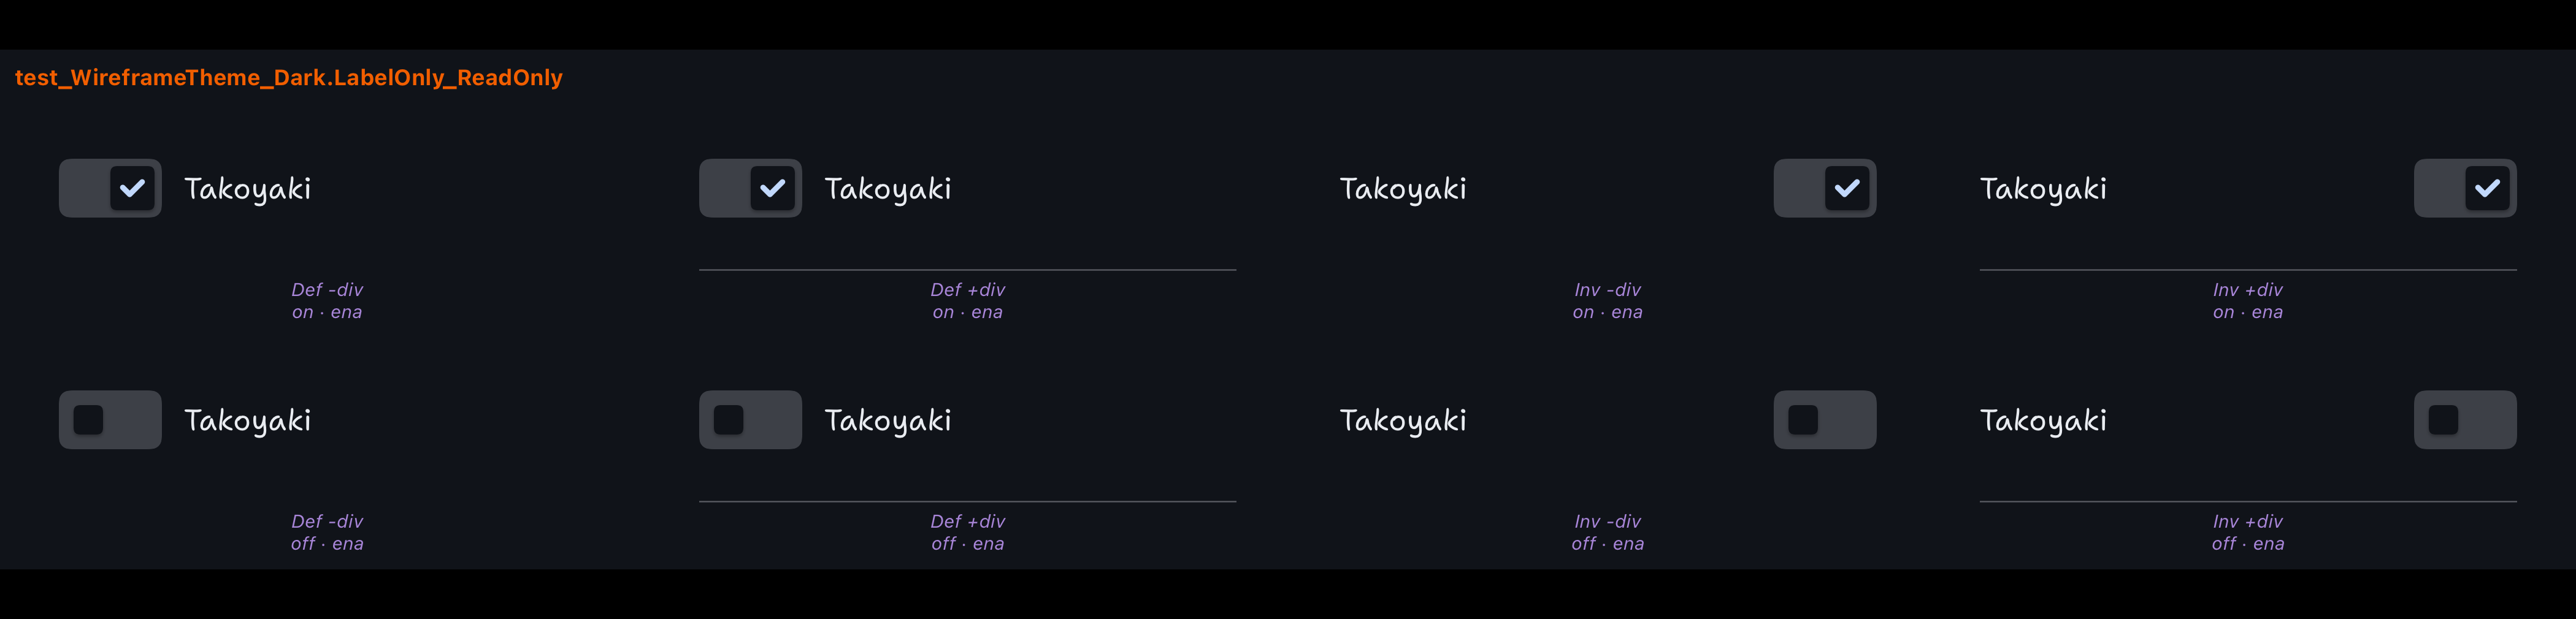 test_WireframeTheme_Dark.LabelOnly_ReadOnly
Takoyaki
Takoyaki
Takoyaki
Takoyaki
Def -div
on · ena
Def +div
on · ena
Inv -div
on · ena
Inv +div
on · ena
Takoyaki
Takoyaki
Takoyaki
Takoyaki
Def -div
off · ena
Def +div
off · ena
Inv -div
off · ena
Inv +div
off · ena